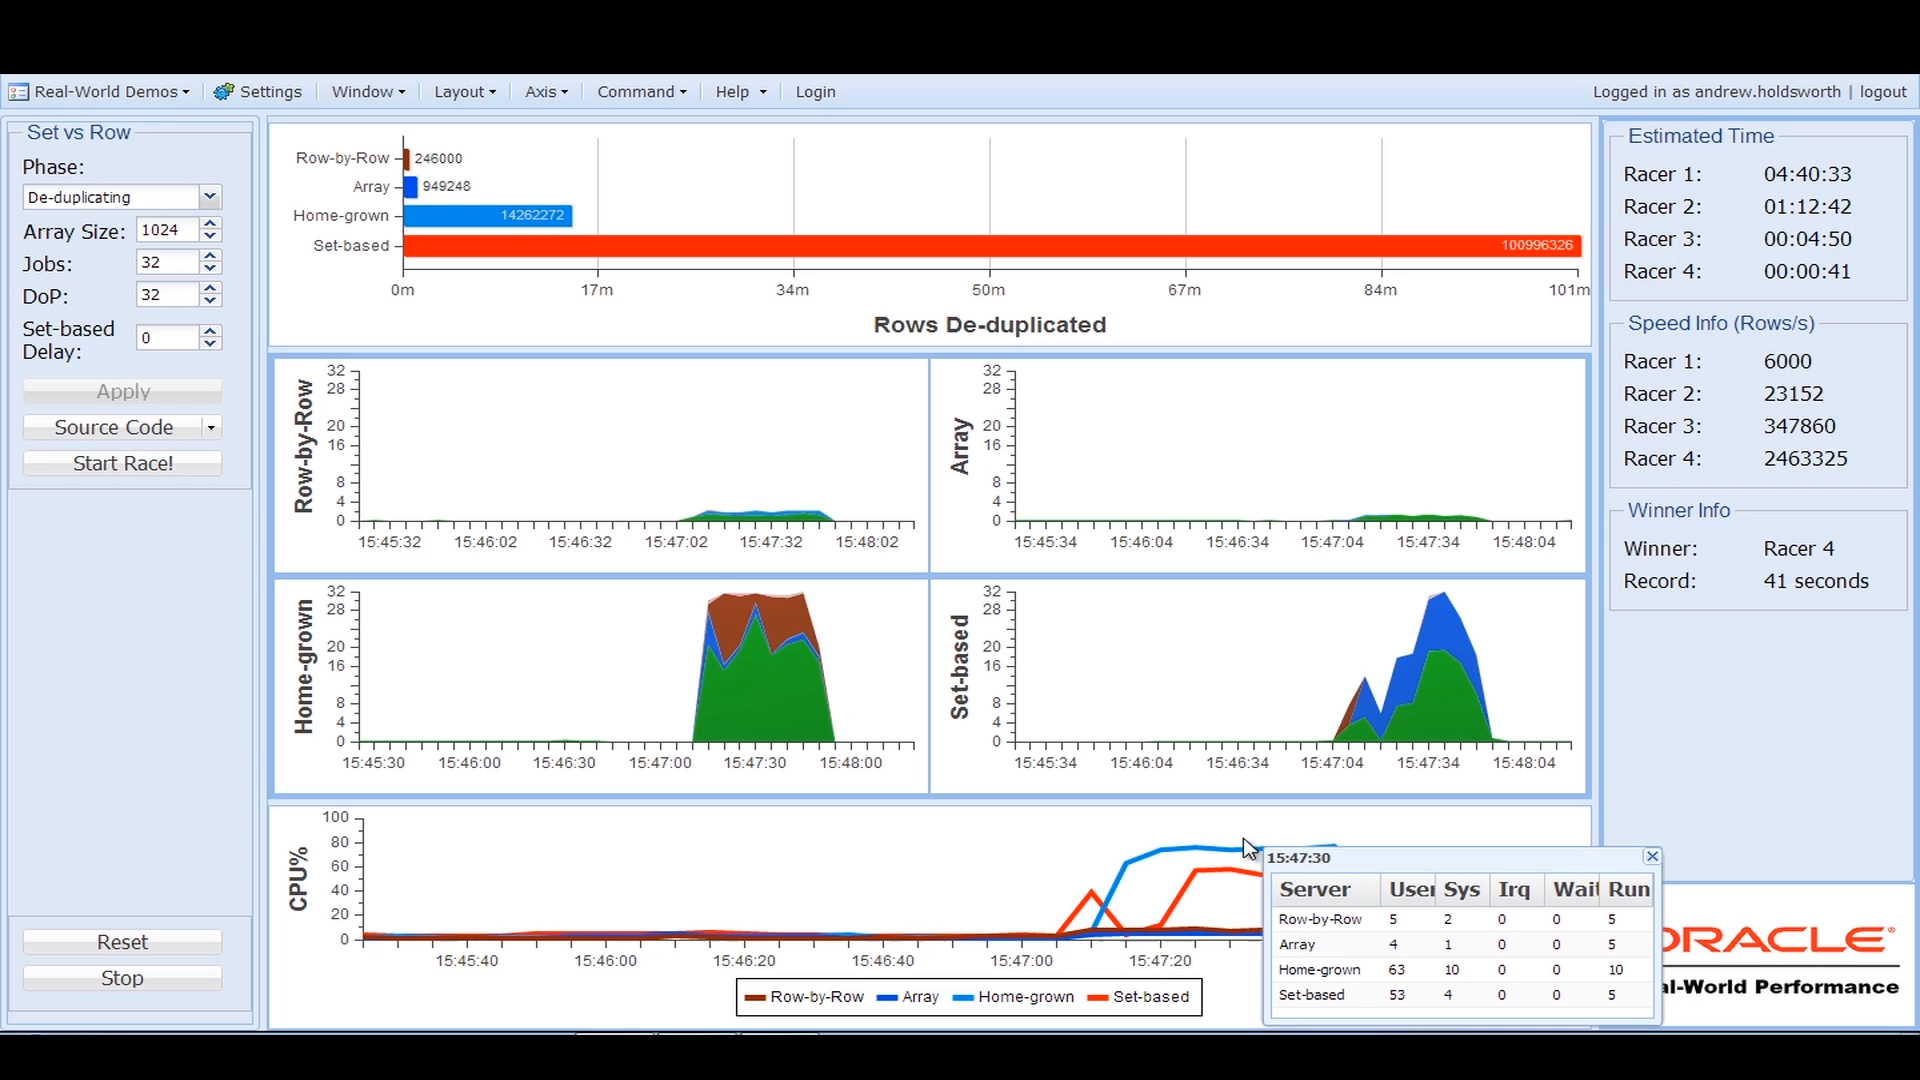 Real-World Demos Settings Window Layout Axis Command Help Login Logged in as andrew.holdsworth | logout
Set vs Row
Phase:
De-duplicating
Array Size: 1024
Jobs: 32
DoP: 32
Set-based Delay: 0
Apply
Source Code
Start Race!
Reset
Stop
Row-by-Row 246000
Array 949248
Home-grown 14262272
Set-based 100996326
0m 17m 34m 50m 67m 84m 101m
Rows De-duplicated
Row-by-Row
32
28
20
16
8
4
0
15:45:32 15:46:02 15:46:32 15:47:02 15:47:32 15:48:02
Array
32
28
20
16
8
4
0
15:45:34 15:46:04 15:46:34 15:47:04 15:47:34 15:48:04
Home-grown
32
28
20
16
8
4
0
15:45:30 15:46:00 15:46:30 15:47:00 15:47:30 15:48:00
Set-based
32
28
20
16
8
4
0
15:45:34 15:46:04 15:46:34 15:47:04 15:47:34 15:48:04
CPU%
100
80
60
40
20
0
15:45:40 15:46:00 15:46:20 15:46:40 15:47:00 15:47:20
Row-by-Row Array Home-grown Set-based
15:47:30
Server User Sys Irq Wait Run
Row-by-Row 5 2 0 0 5
Array 4 1 0 0 5
Home-grown 63 10 0 0 10
Set-based 53 4 0 0 5
Estimated Time
Racer 1: 04:40:33
Racer 2: 01:12:42
Racer 3: 00:04:50
Racer 4: 00:00:41
Speed Info (Rows/s)
Racer 1: 6000
Racer 2: 23152
Racer 3: 347860
Racer 4: 2463325
Winner Info
Winner: Racer 4
Record: 41 seconds
ORACLE®
al-World Performance